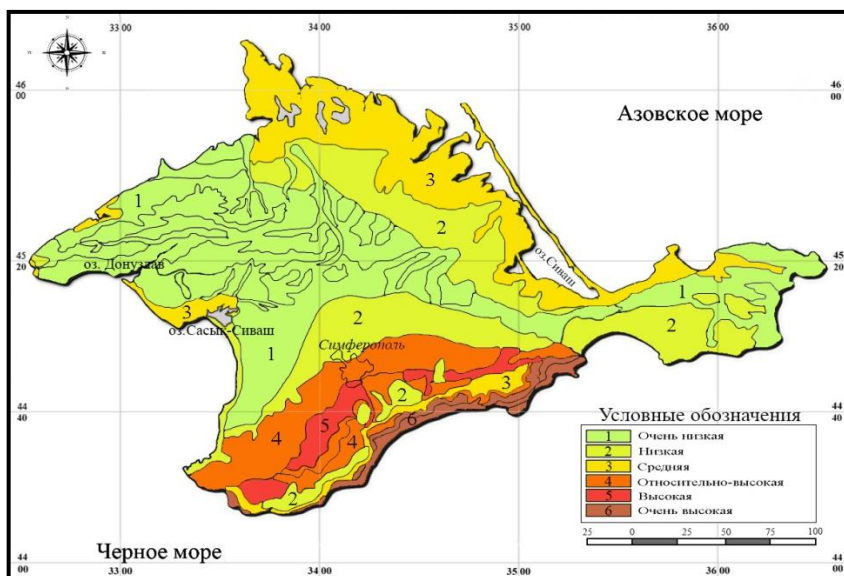 33 00 34 00 35 00 36 00
46
00
46
00
Азовское море
1
3
2
45
20
оз. Донузлав
оз.Сиваш
45
20
3
оз.Сасык-Сиваш
1
2
2
Симферополь
1
3
2
44
40
6
44
40
5
4
4
2
Условные обозначения
1 Очень низкая
2 Низкая
3 Средняя
4 Относительно-высокая
5 Высокая
6 Очень высокая
25 0 25 50 75 100
Черное море
44
00
44
00
33 00 34 00 35 00 36 00